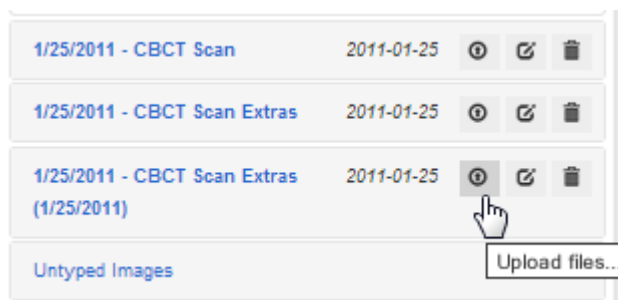 1/25/2011 - CBCT Scan 2011-01-25
1/25/2011 - CBCT Scan Extras 2011-01-25
1/25/2011 - CBCT Scan Extras 2011-01-25
(1/25/2011)
Untyped Images
Upload files...